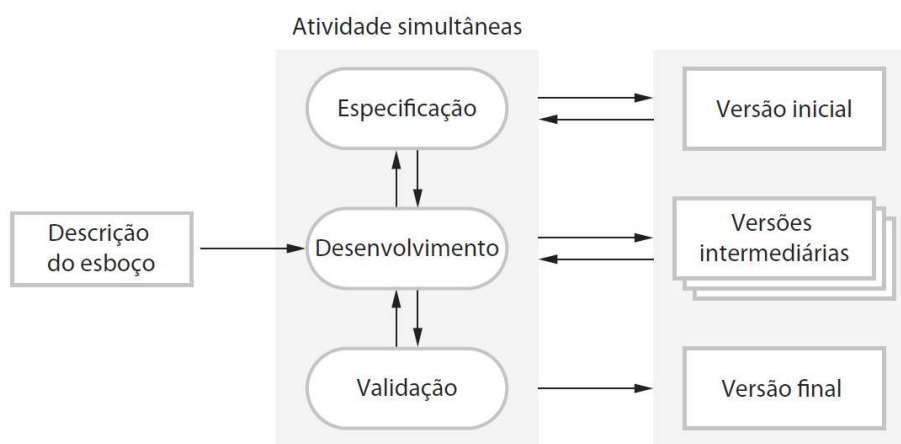 Atividade simultâneas
Especificação
Versão inicial
Descrição
do esboço
Desenvolvimento
Versões
intermediárias
Validação
Versão final